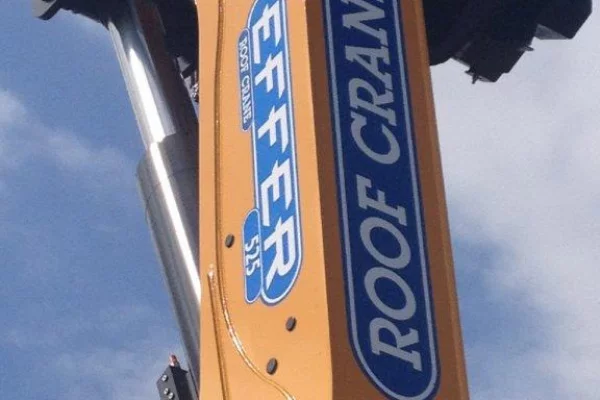 EFFER
ROOF CRANE
525
ROOF CRAN